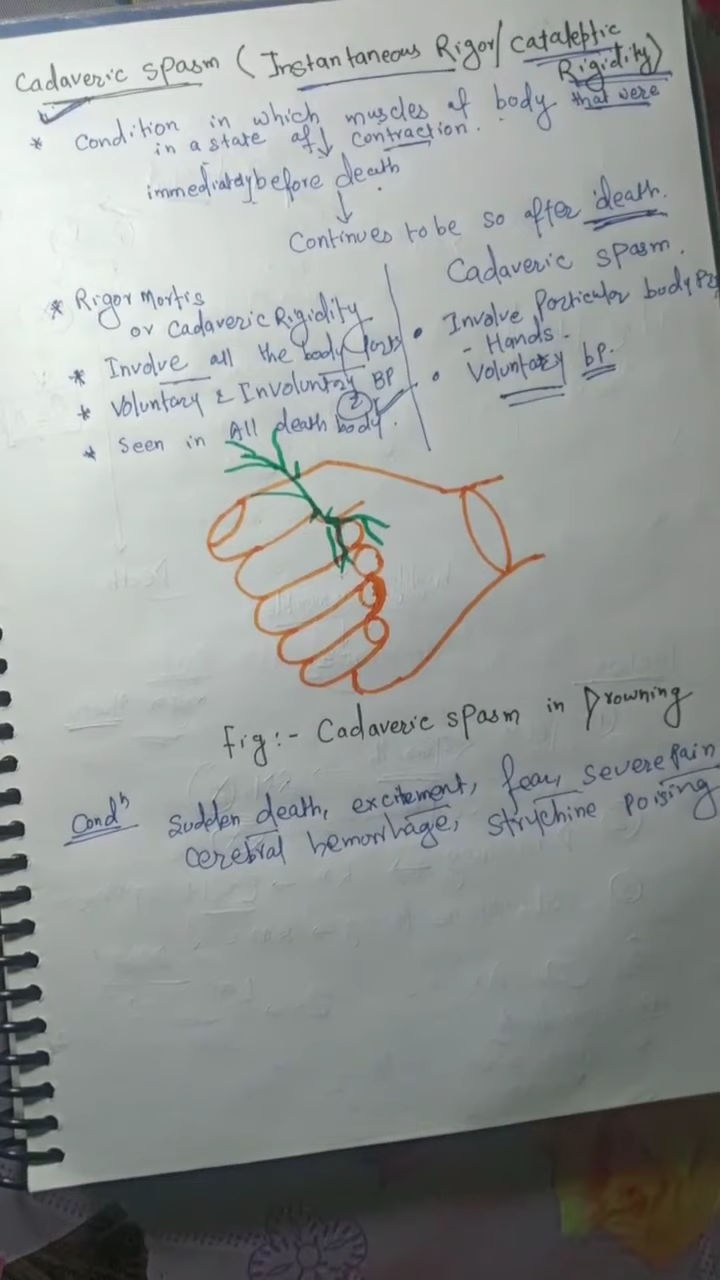 Cadaveric spasm (Instantaneous Rigor/Cataleptic
Rigidity)
* Condition in which muscles of body that were
in a state of contraction.
immediately before death
Continues to be so after death.
* Rigor Mortis
or Cadaveric Rigidity
* Involve all the body parts
* Voluntary & Involuntary BP
* Seen in All death body.
2
Cadaveric spasm.
• Involve Particular body
- Hands -
• Voluntary bP.
Fig:- Cadaveric spasm in Drowning
Condn Sudden death, excitement, fear, severe pain
cerebral hemorrhage, strychine poising